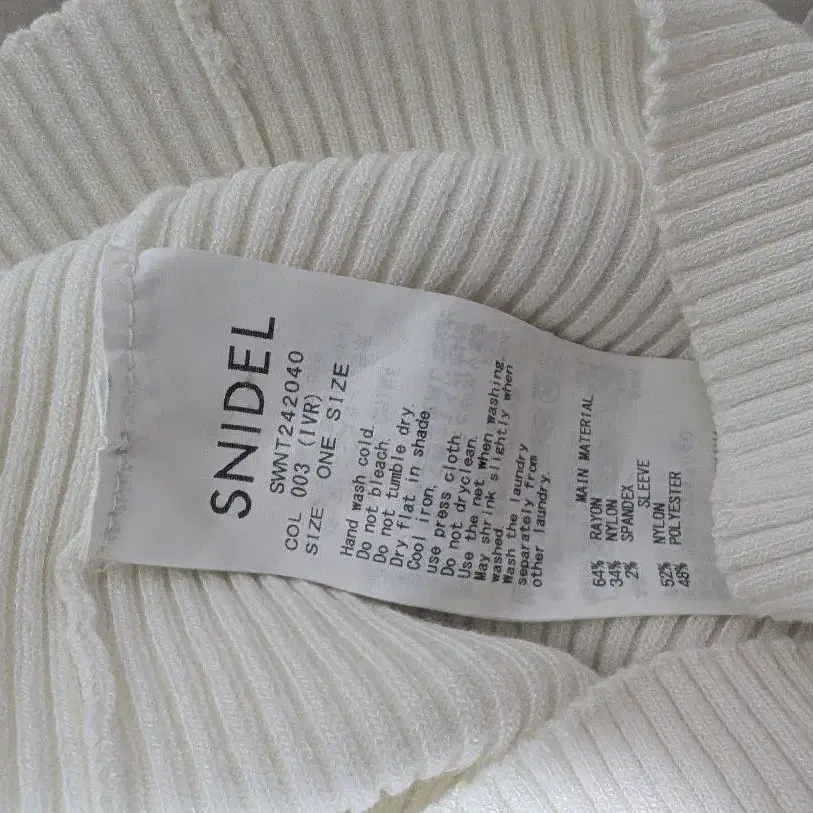 SNIDEL
SWNT242040
COL 003 (IVR)
SIZE ONE SIZE
Hand wash cold.
Do not bleach.
Do not tumble dry.
Dry flat in shade.
Cool iron,
use press cloth.
Do not dryclean.
Use the net when washing.
May shrink slightly when
washed.
Wash the laundry
separately from
other laundry.
MAIN MATERIAL
64% RAYON
34% NYLON
2% SPANDEX
SLEEVE
52% NYLON
48% POLYESTER